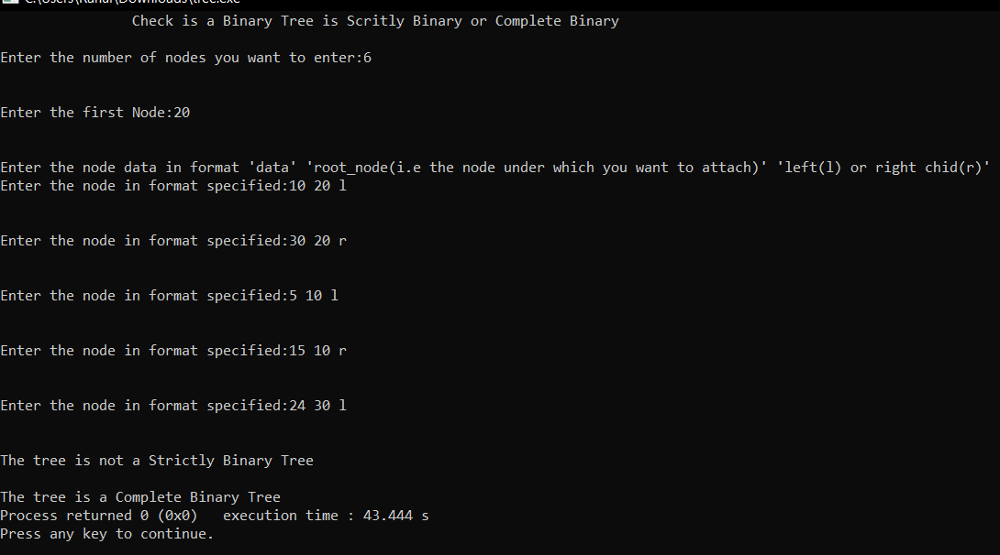 Check is a Binary Tree is Scritly Binary or Complete Binary
Enter the number of nodes you want to enter:6
Enter the first Node:20
Enter the node data in format 'data' 'root_node(i.e the node under which you want to attach)' 'left(l) or right chid(r)'
Enter the node in format specified:10 20 l
Enter the node in format specified:30 20 r
Enter the node in format specified:5 10 l
Enter the node in format specified:15 10 r
Enter the node in format specified:24 30 l
The tree is not a Strictly Binary Tree
The tree is a Complete Binary Tree
Process returned 0 (0x0)   execution time : 43.444 s
Press any key to continue.